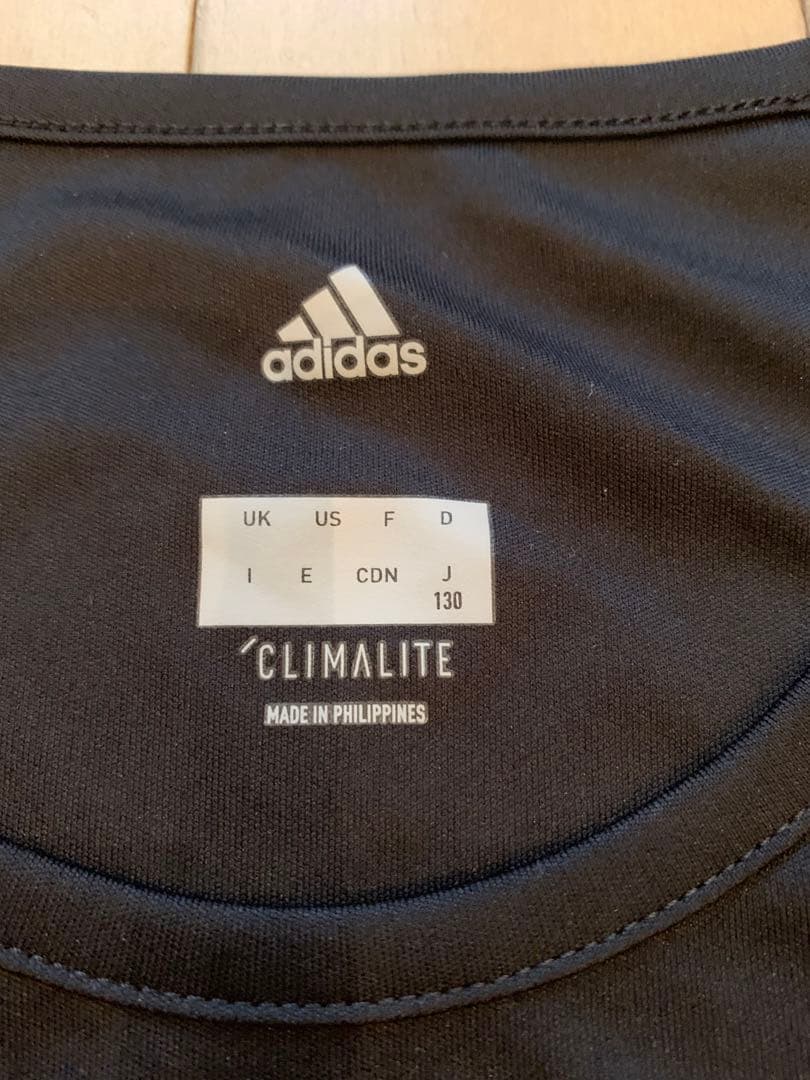 adidas
UK US F D
I E CDN J
130
CLIMALITE
MADE IN PHILIPPINES